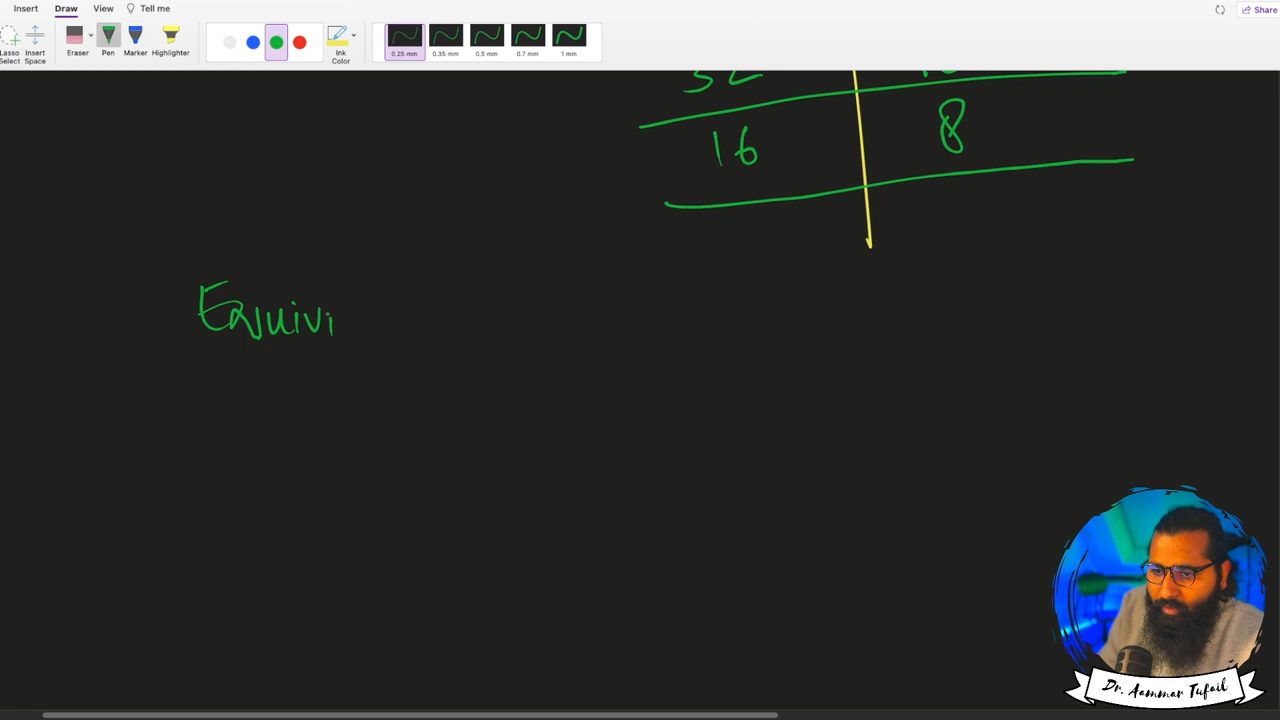 Insert Draw View Tell me Share
Eraser Pen Marker Highlighter
Lasso Select Insert Space Ink Color
0.25 mm 0.35 mm 0.5 mm 0.7 mm 1 mm
32
16 8
Equivi
Dr. Aammar Tufail